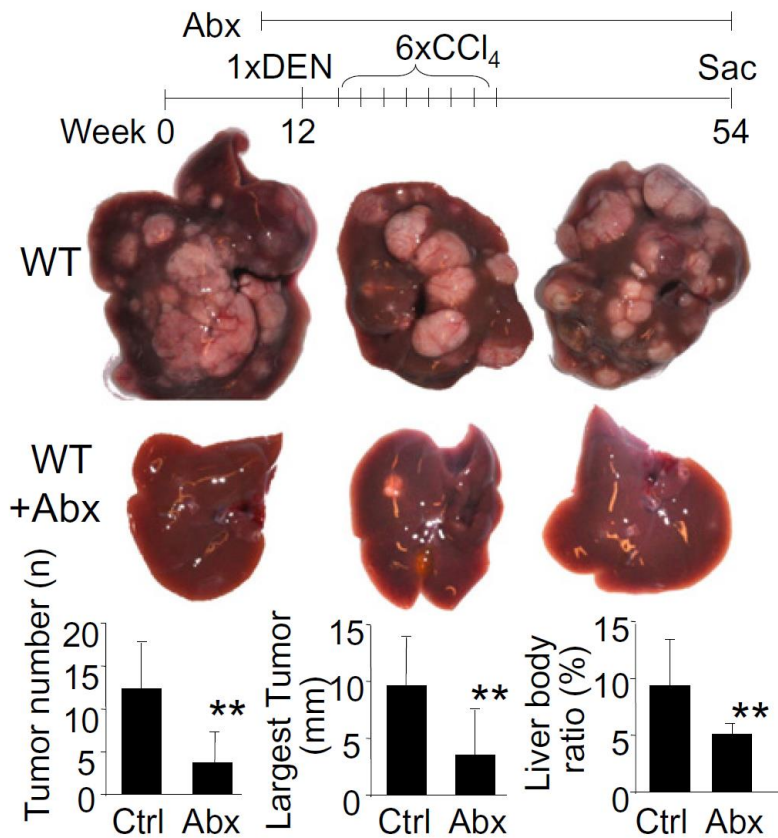 Abx
1xDEN
6xCCl4
Sac
Week 0
12
54
WT
WT
+Abx
Tumor number (n)
20
15
10
5
0
**
Ctrl
Abx
Largest Tumor
(mm)
15
10
5
0
**
Ctrl
Abx
Liver body
ratio (%)
15
10
5
0
**
Ctrl
Abx